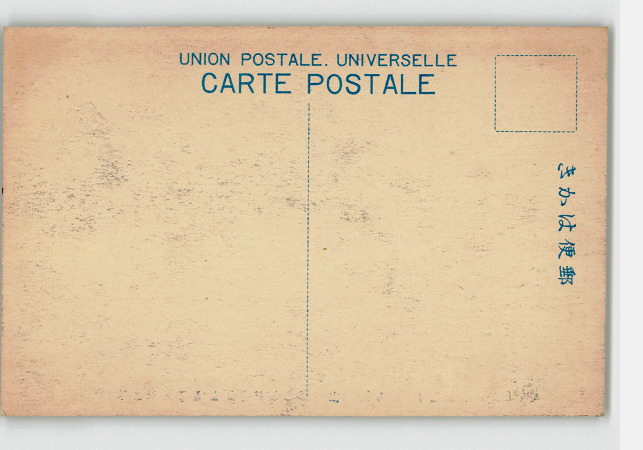 UNION POSTALE. UNIVERSELLE
CARTE POSTALE
郵便はかき